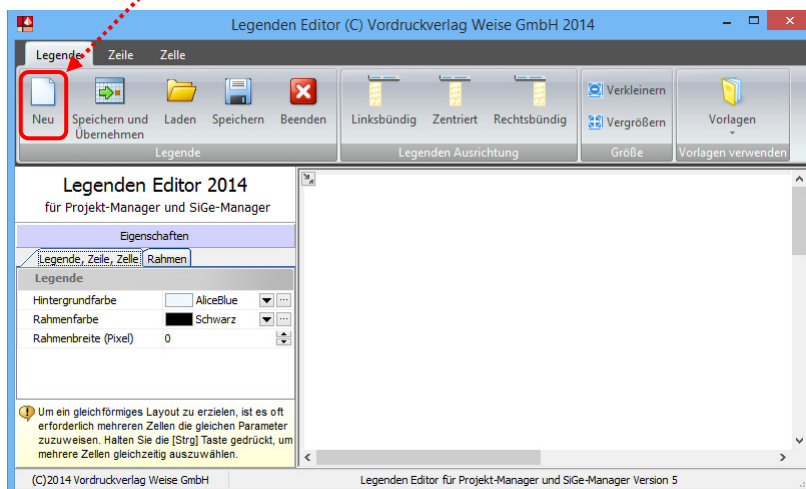 Legenden Editor (C) Vordruckverlag Weise GmbH 2014
Legende Zeile Zelle
Neu
Speichern und
Übernehmen
Laden
Speichern
Beenden
Legende
Linksbündig
Zentriert
Rechtsbündig
Legenden Ausrichtung
Verkleinern
Vergrößern
Größe
Vorlagen
Vorlagen verwenden
Legenden Editor 2014
für Projekt-Manager und SiGe-Manager
Eigenschaften
Legende, Zeile, Zelle Rahmen
Legende
Hintergrundfarbe AliceBlue
Rahmenfarbe Schwarz
Rahmenbreite (Pixel) 0
Um ein gleichförmiges Layout zu erzielen, ist es oft
erforderlich mehreren Zellen die gleichen Parameter
zuzuweisen. Halten Sie die [Strg] Taste gedrückt, um
mehrere Zellen gleichzeitig auszuwählen.
(C)2014 Vordruckverlag Weise GmbH
Legenden Editor für Projekt-Manager und SiGe-Manager Version 5